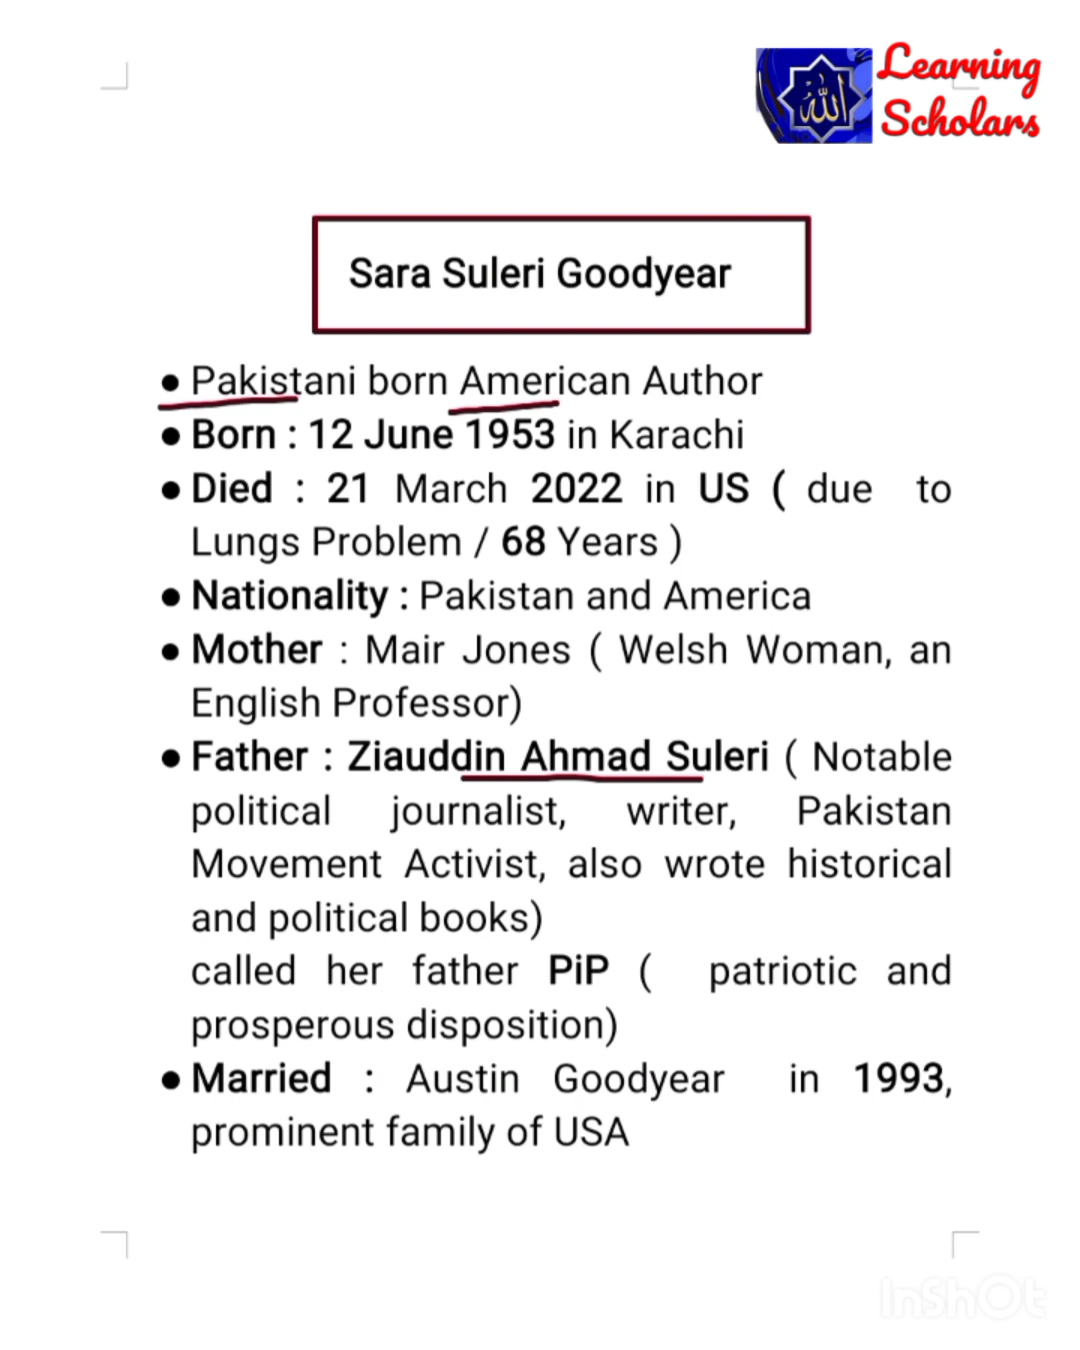 الله
Learning
Scholars
Sara Suleri Goodyear
● Pakistani born American Author
● Born : 12 June 1953 in Karachi
● Died : 21 March 2022 in US ( due to
Lungs Problem / 68 Years )
● Nationality : Pakistan and America
● Mother : Mair Jones ( Welsh Woman, an
English Professor)
● Father : Ziauddin Ahmad Suleri ( Notable
political journalist, writer, Pakistan
Movement Activist, also wrote historical
and political books)
called her father PiP ( patriotic and
prosperous disposition)
● Married : Austin Goodyear in 1993,
prominent family of USA
InShOt